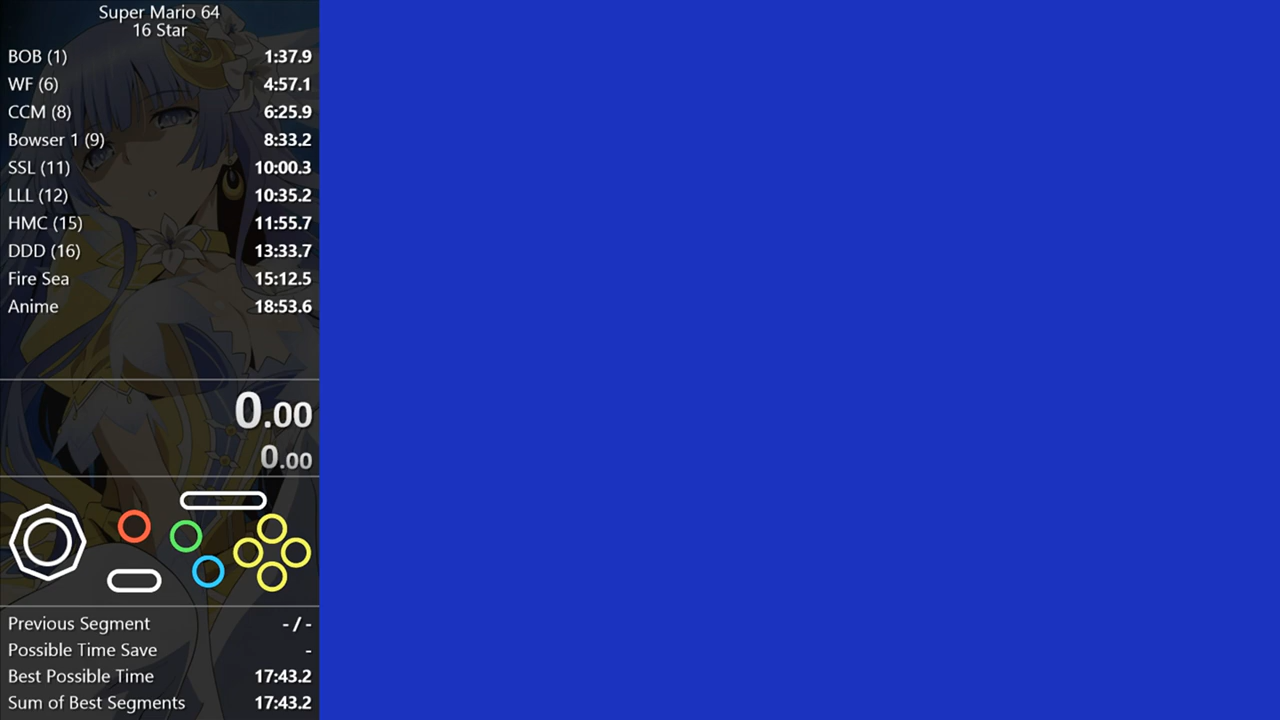 Super Mario 64
16 Star
BOB (1) 1:37.9
WF (6) 4:57.1
CCM (8) 6:25.9
Bowser 1 (9) 8:33.2
SSL (11) 10:00.3
LLL (12) 10:35.2
HMC (15) 11:55.7
DDD (16) 13:33.7
Fire Sea 15:12.5
Anime 18:53.6
0.00
0.00
Previous Segment - / -
Possible Time Save -
Best Possible Time 17:43.2
Sum of Best Segments 17:43.2